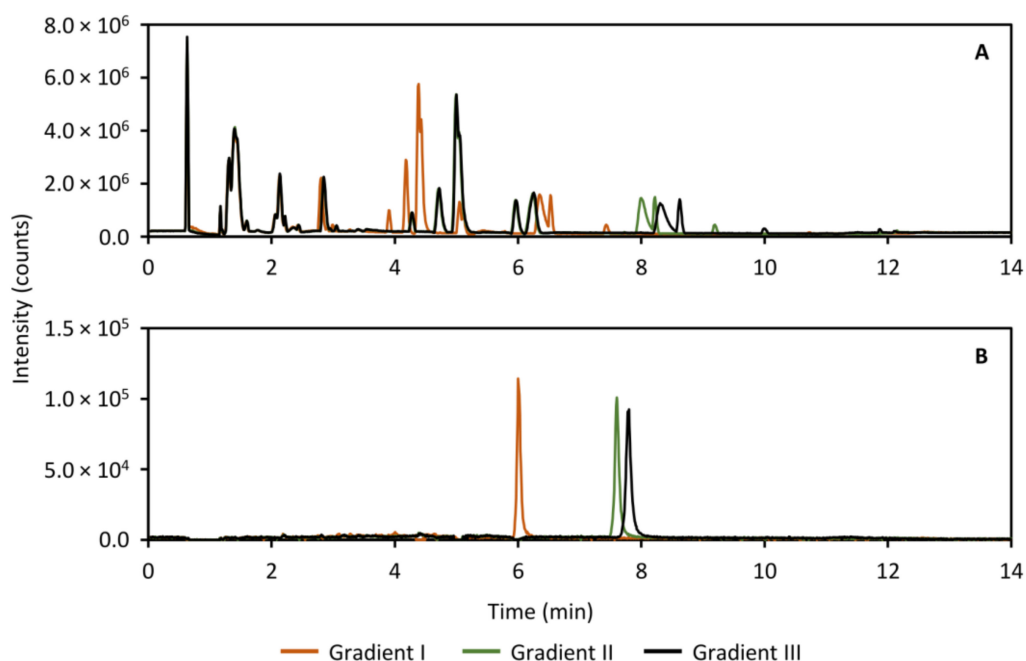 8.0 × 10⁶
A
6.0 × 10⁶
4.0 × 10⁶
2.0 × 10⁶
0.0
0 2 4 6 8 10 12 14
Intensity (counts)
1.5 × 10⁵
B
1.0 × 10⁵
5.0 × 10⁴
0.0
0 2 4 6 8 10 12 14
Time (min)
Gradient I Gradient II Gradient III